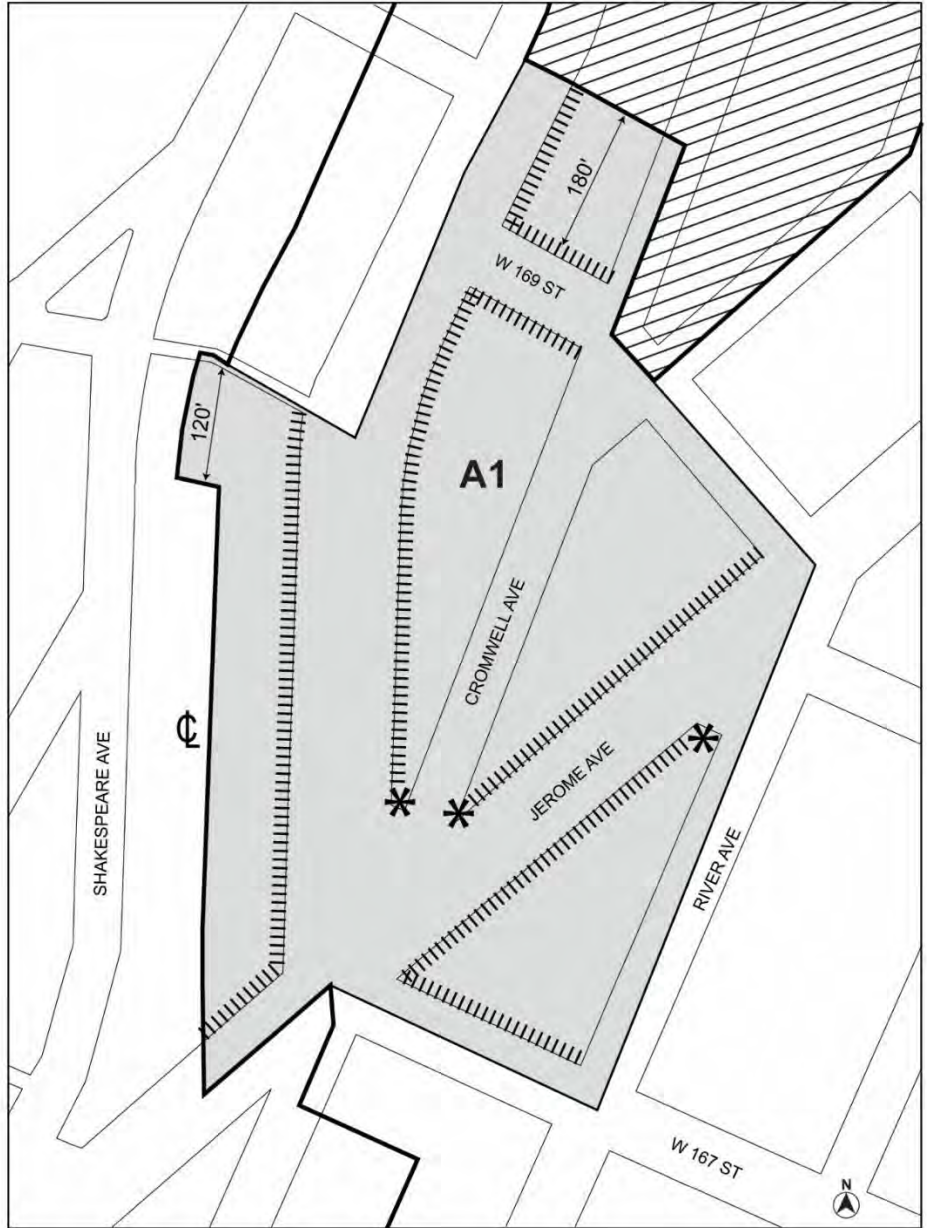 180'
W 169 ST
120'
A1
CROMWELL AVE
℄
JEROME AVE
SHAKESPEARE AVE
RIVER AVE
W 167 ST
N